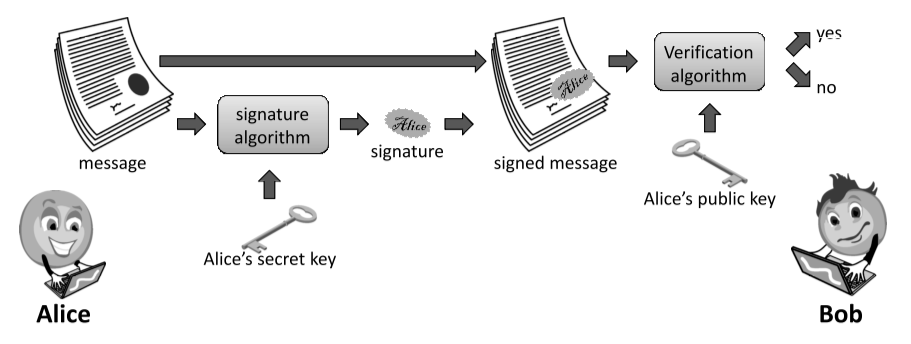 message
signature
algorithm
Alice
signature
Alice
signed message
Verification
algorithm
yes
no
Alice's secret key
Alice's public key
Alice
Bob